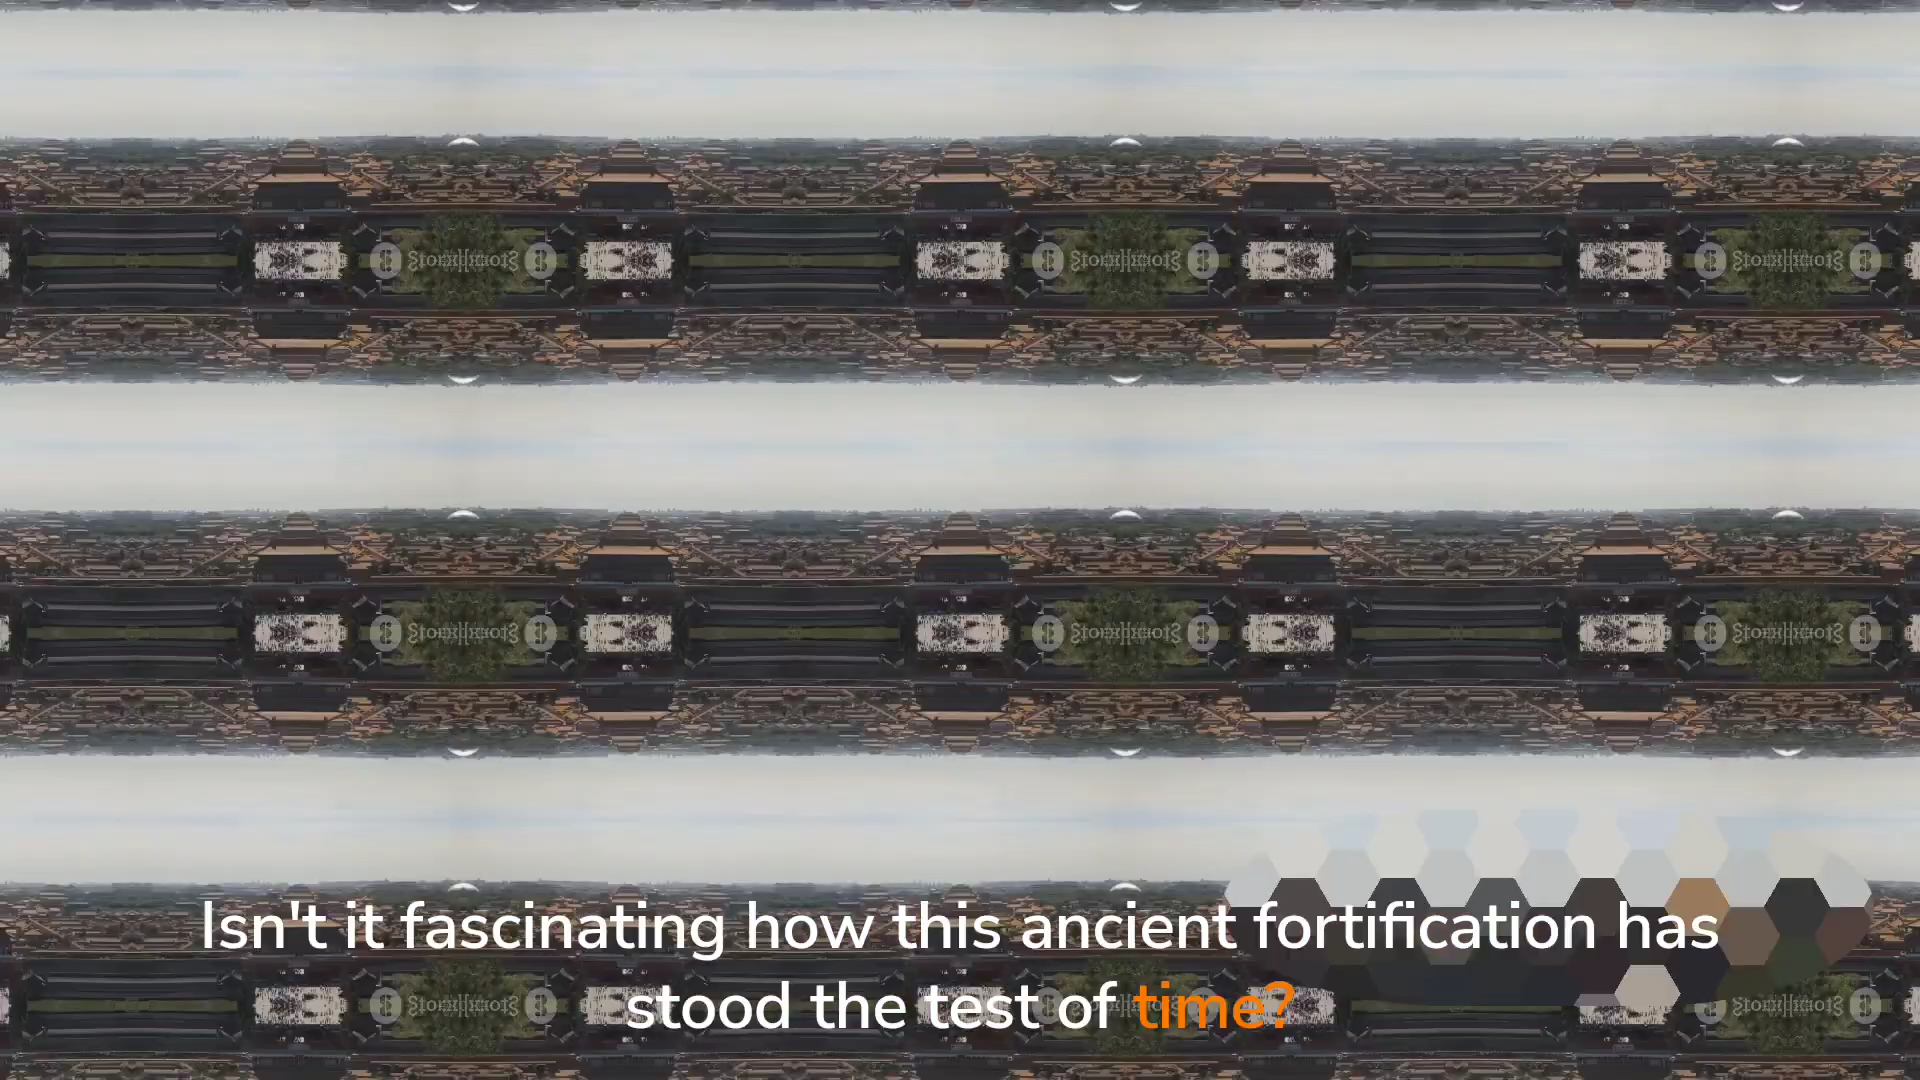 Isn't it fascinating how this ancient fortification has
stood the test of time?